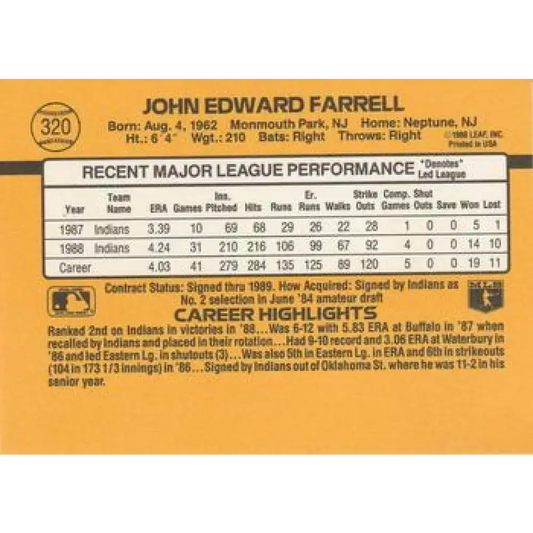 320
JOHN EDWARD FARRELL
Born: Aug. 4, 1962 Monmouth Park, NJ Home: Neptune, NJ
Ht.: 6'4" Wgt.: 210 Bats: Right Throws: Right
©1988 LEAF, INC.
Printed in USA
RECENT MAJOR LEAGUE PERFORMANCE *Denotes* Led League
Year Team Name ERA Games Inn. Pitched Hits Runs Er. Runs Walks Strike Outs Comp. Games Shut Outs Save Won Lost
1987 Indians 3.39 10 69 68 29 26 22 28 1 0 0 5 1
1988 Indians 4.24 31 210 216 106 99 67 92 4 0 0 14 10
Career 4.03 41 279 284 135 125 89 120 5 0 0 19 11
Contract Status: Signed thru 1989. How Acquired: Signed by Indians as
No. 2 selection in June '84 amateur draft
MLB
CAREER HIGHLIGHTS
Ranked 2nd on Indians in victories in '88...Was 6-12 with 5.83 ERA at Buffalo in '87 when
recalled by Indians and placed in their rotation...Had 9-10 record and 3.06 ERA at Waterbury in
'86 and led Eastern Lg. in shutouts (3)...Was also 5th in Eastern Lg. in ERA and 6th in strikeouts
(104 in 173 1/3 innings) in '86...Signed by Indians out of Oklahoma St. where he was 11-2 in his
senior year.